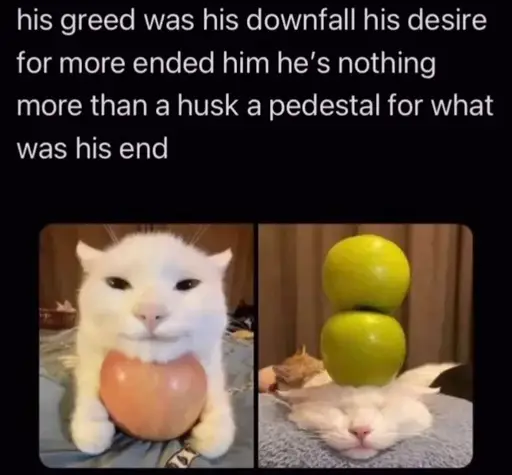 his greed was his downfall his desire
for more ended him he’s nothing
more than a husk a pedestal for what
was his end